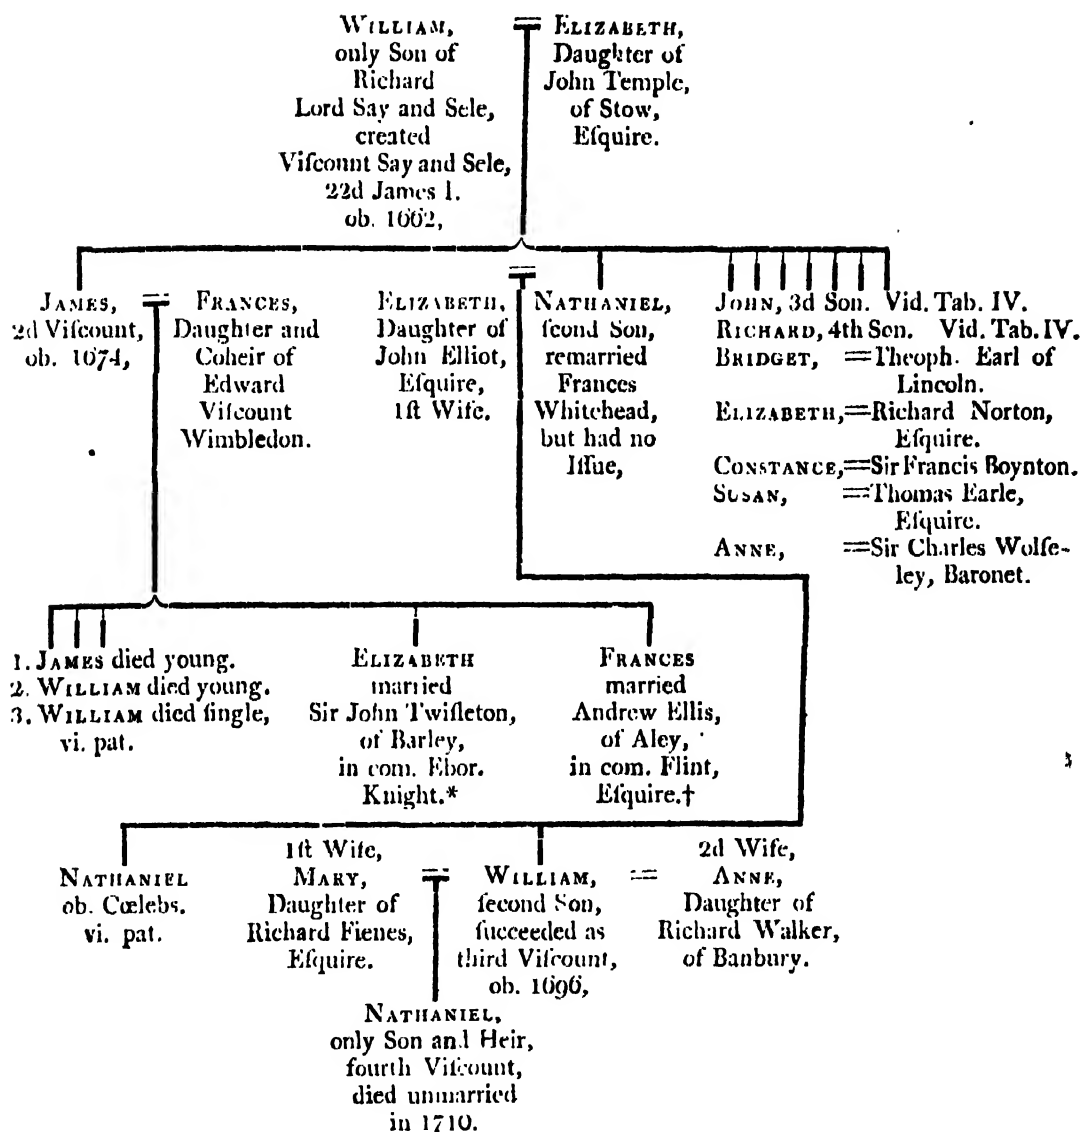 WILLIAM,
only Son of
Richard
Lord Say and Sele,
created
Viſcount Say and Sele,
22d James I.
ob. 1662,
= ELIZABETH,
Daughter of
John Temple,
of Stow,
Eſquire.
JAMES,
2d Viſcount,
ob. 1674,
= FRANCES,
Daughter and
Coheir of
Edward
Viſcount
Wimbledon.
ELIZABETH,
Daughter of
John Elliot,
Eſquire,
1ſt Wife.
=
NATHANIEL,
ſcond Son,
remarried
Frances
Whitehead,
but had no
Iſſue,
JOHN, 3d Son. Vid. Tab. IV.
RICHARD, 4th Son. Vid. Tab. IV.
BRIDGET, =Theoph. Earl of
Lincoln.
ELIZABETH,=Richard Norton,
Eſquire.
CONSTANCE,=Sir Francis Boynton.
SUSAN, =Thomas Earle,
Eſquire.
ANNE, =Sir Charles Wolſe-
ley, Baronet.
1. JAMES died young.
2. WILLIAM died young.
3. WILLIAM died ſingle,
vi. pat.
ELIZABETH
married
Sir John Twiſleton,
of Barley,
in com. Ebor.
Knight.*
FRANCES
married
Andrew Ellis,
of Aley,
in com. Flint,
Eſquire.†
NATHANIEL
ob. Cœlebs.
vi. pat.
1ſt Wife,
MARY,
Daughter of
Richard Fienes,
Eſquire.
= WILLIAM,
ſecond Son,
ſucceeded as
third Viſcount,
ob. 1696,
=
2d Wife,
ANNE,
Daughter of
Richard Walker,
of Banbury.
NATHANIEL,
only Son and Heir,
fourth Viſcount,
died unmarried
in 1710.